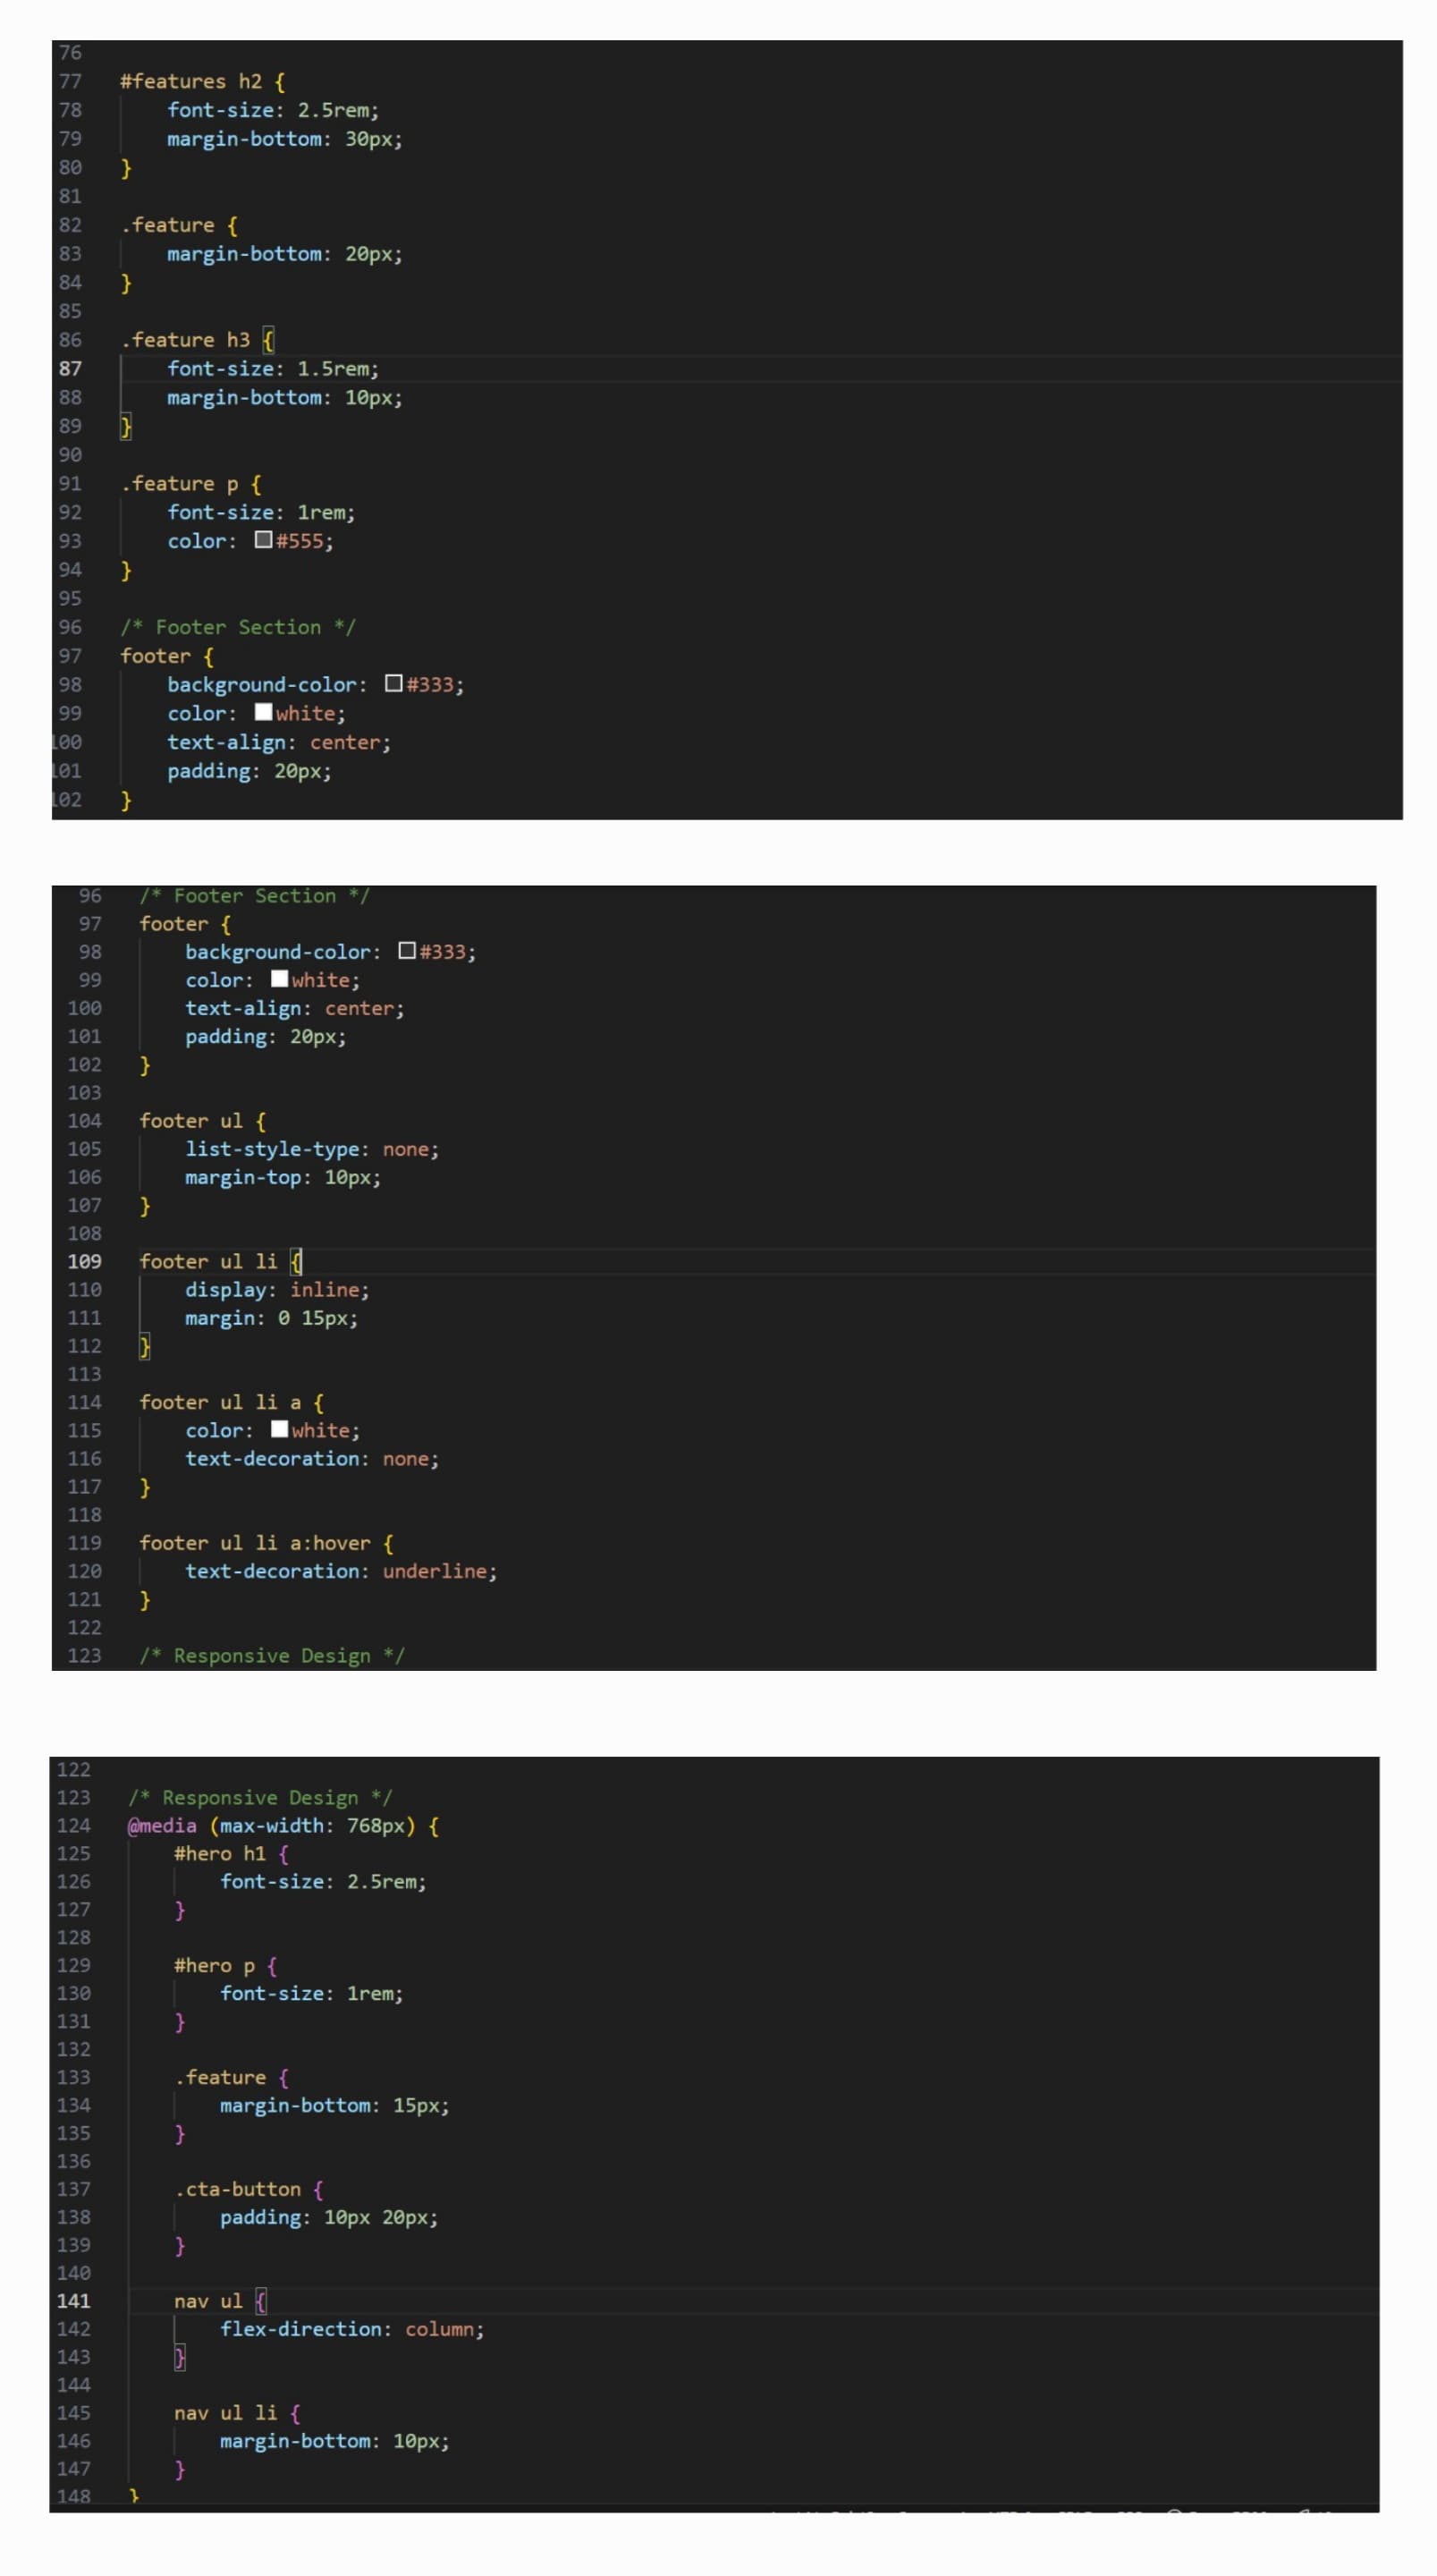 76
77 #features h2 {
78     font-size: 2.5rem;
79     margin-bottom: 30px;
80 }
81
82 .feature {
83     margin-bottom: 20px;
84 }
85
86 .feature h3 {
87     font-size: 1.5rem;
88     margin-bottom: 10px;
89 }
90
91 .feature p {
92     font-size: 1rem;
93     color: #555;
94 }
95
96 /* Footer Section */
97 footer {
98     background-color: #333;
99     color: white;
100     text-align: center;
101     padding: 20px;
102 }
96 /* Footer Section */
97 footer {
98     background-color: #333;
99     color: white;
100     text-align: center;
101     padding: 20px;
102 }
103
104 footer ul {
105     list-style-type: none;
106     margin-top: 10px;
107 }
108
109 footer ul li {
110     display: inline;
111     margin: 0 15px;
112 }
113
114 footer ul li a {
115     color: white;
116     text-decoration: none;
117 }
118
119 footer ul li a:hover {
120     text-decoration: underline;
121 }
122
123 /* Responsive Design */
122
123 /* Responsive Design */
124 @media (max-width: 768px) {
125     #hero h1 {
126         font-size: 2.5rem;
127     }
128
129     #hero p {
130         font-size: 1rem;
131     }
132
133     .feature {
134         margin-bottom: 15px;
135     }
136
137     .cta-button {
138         padding: 10px 20px;
139     }
140
141     nav ul {
142         flex-direction: column;
143     }
144
145     nav ul li {
146         margin-bottom: 10px;
147     }
148 }